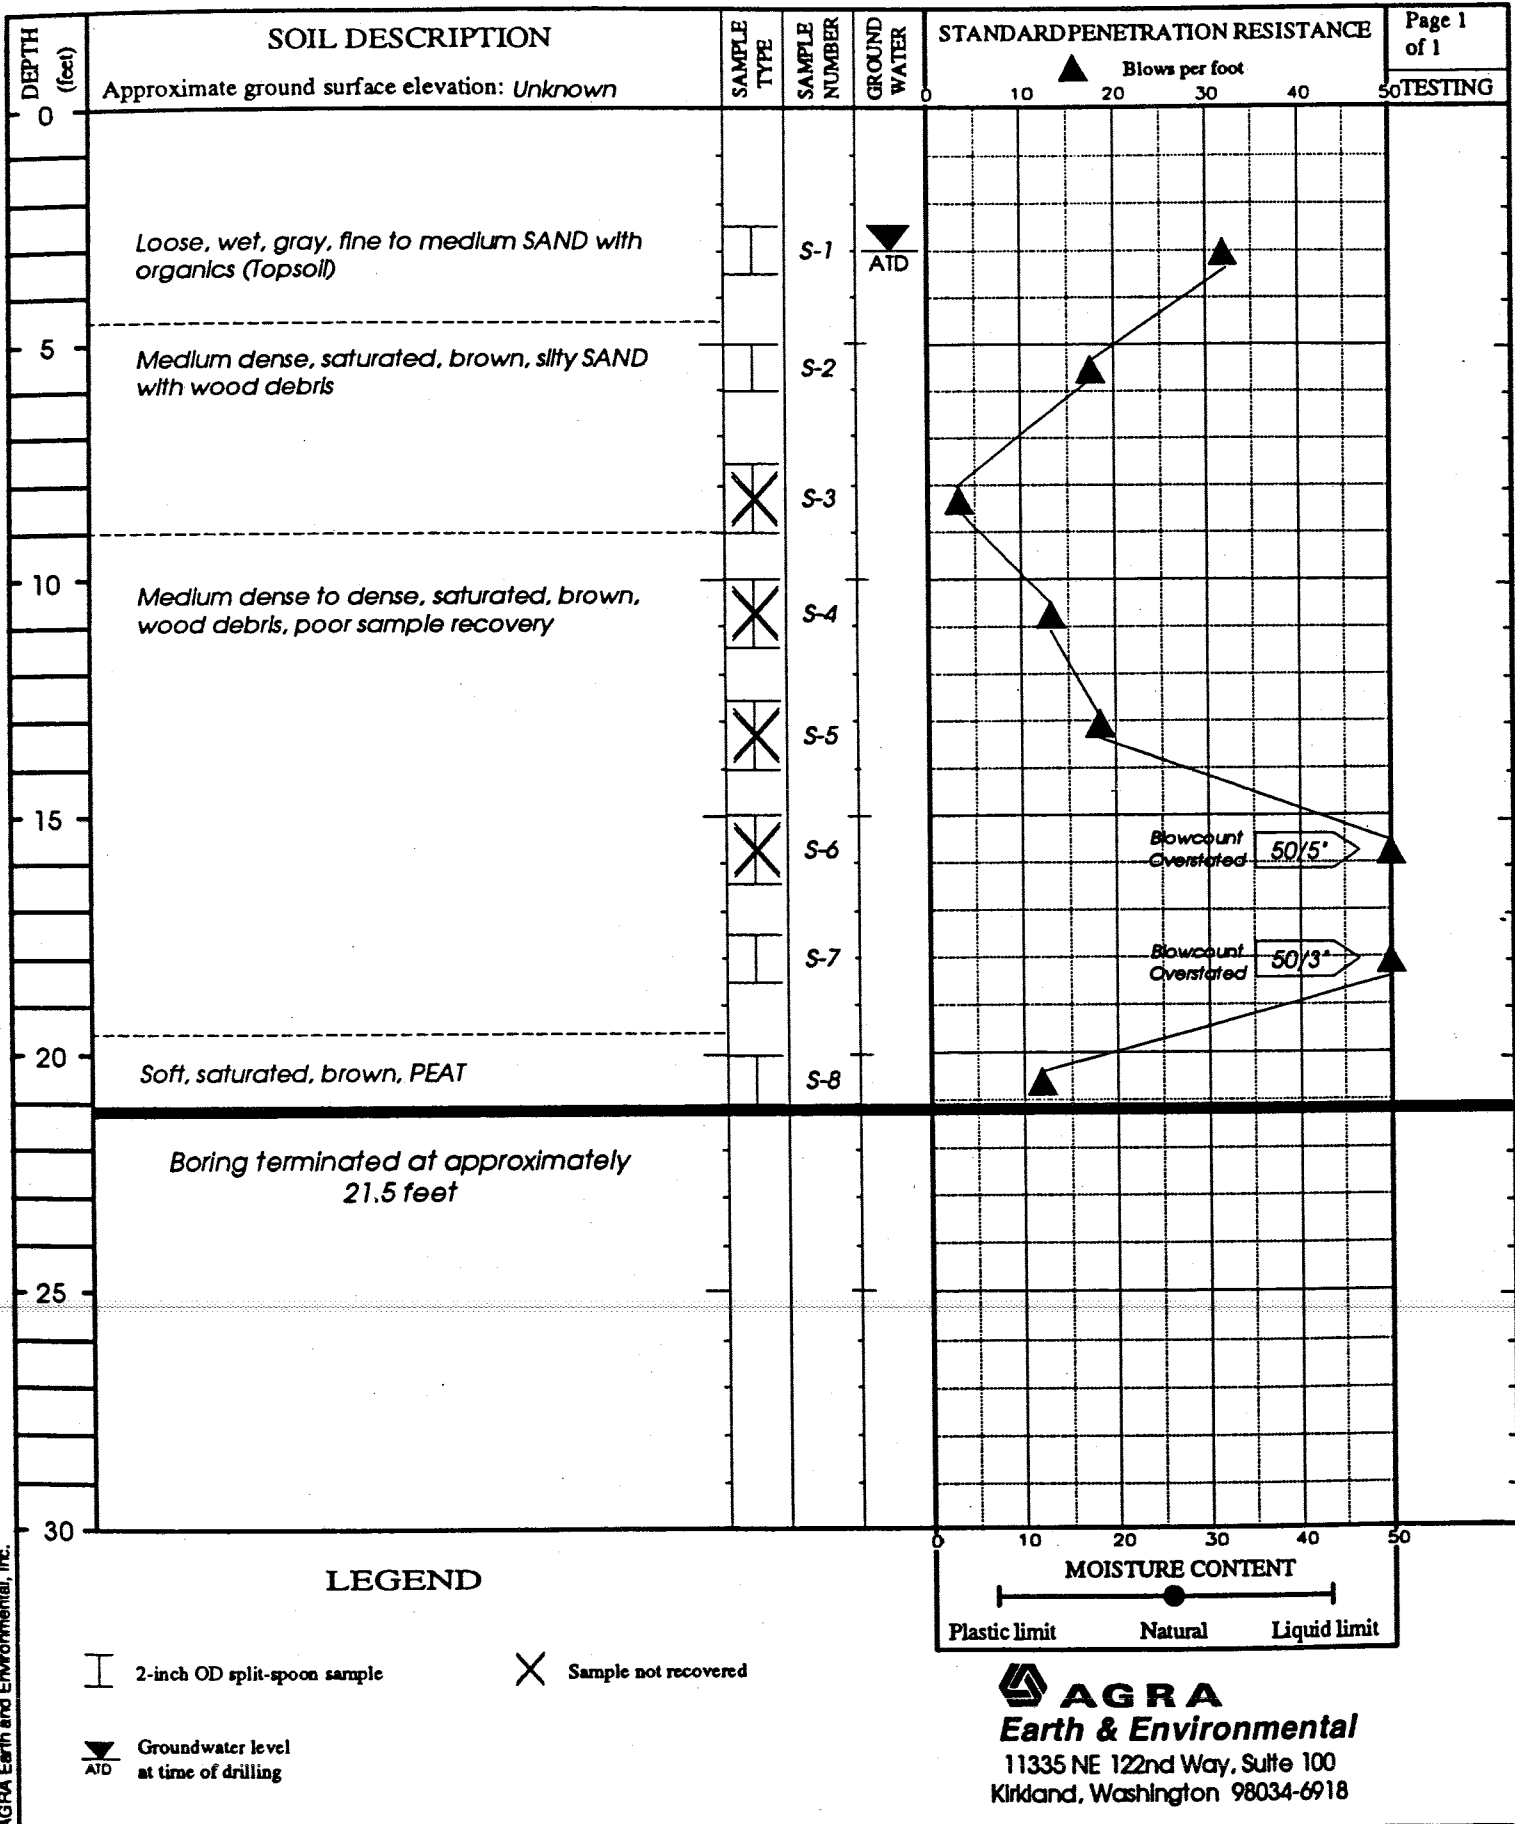 DEPTH
(feet)
SOIL DESCRIPTION
Approximate ground surface elevation: Unknown
SAMPLE
TYPE
SAMPLE
NUMBER
GROUND
WATER
STANDARD PENETRATION RESISTANCE
Blows per foot
0 10 20 30 40 50
Page 1
of 1
TESTING
0
Loose, wet, gray, fine to medium SAND with
organics (Topsoil)
S-1
ATD
5
Medium dense, saturated, brown, silty SAND
with wood debris
S-2
S-3
10
Medium dense to dense, saturated, brown,
wood debris, poor sample recovery
S-4
S-5
15
S-6
Blowcount
Overstated
50/5"
S-7
Blowcount
Overstated
50/3"
20
Soft, saturated, brown, PEAT
S-8
Boring terminated at approximately
21.5 feet
25
30
0 10 20 30 40 50
MOISTURE CONTENT
Plastic limit Natural Liquid limit
LEGEND
2-inch OD split-spoon sample
Sample not recovered
ATD
Groundwater level
at time of drilling
AGRA
Earth & Environmental
11335 NE 122nd Way, Suite 100
Kirkland, Washington 98034-6918
AGRA Earth and Environmental, Inc.